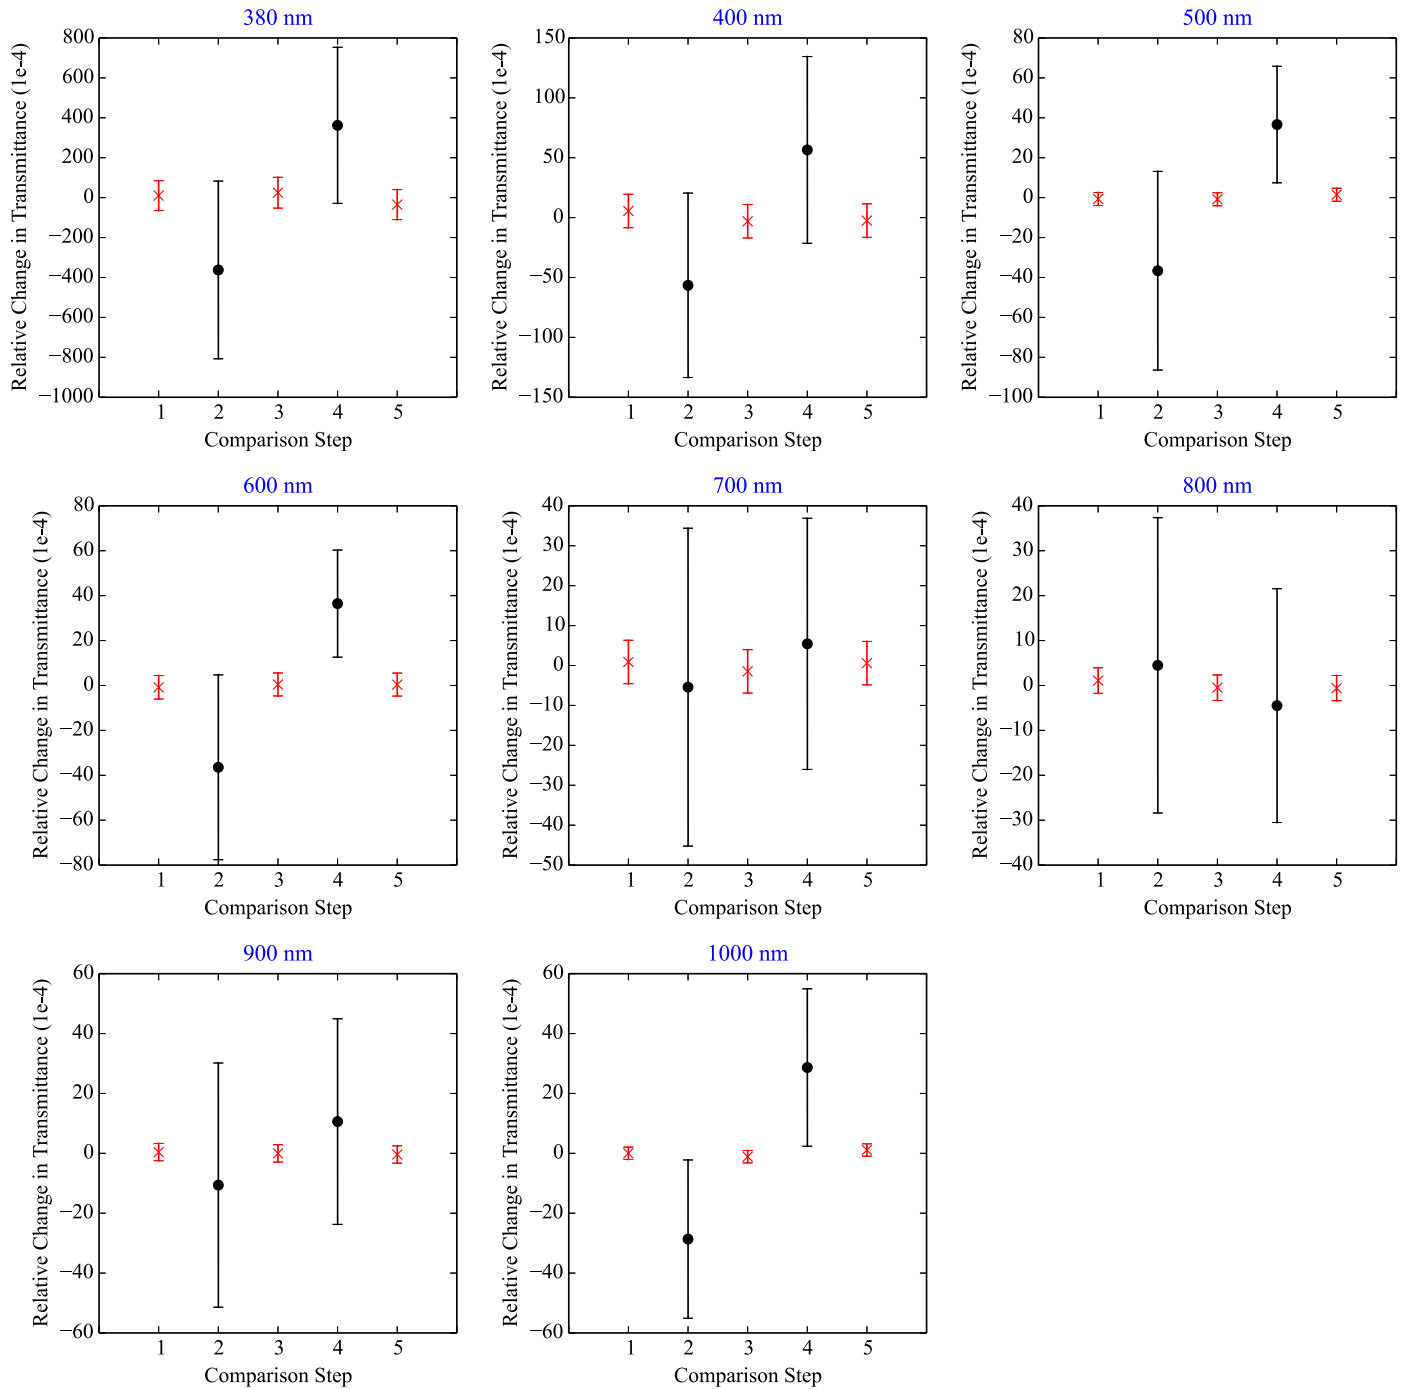 380 nm
Relative Change in Transmittance (1e-4)
800
600
400
200
0
−200
−400
−600
−800
−1000
1 2 3 4 5
Comparison Step
400 nm
Relative Change in Transmittance (1e-4)
150
100
50
0
−50
−100
−150
1 2 3 4 5
Comparison Step
500 nm
Relative Change in Transmittance (1e-4)
80
60
40
20
0
−20
−40
−60
−80
−100
1 2 3 4 5
Comparison Step
600 nm
Relative Change in Transmittance (1e-4)
80
60
40
20
0
−20
−40
−60
−80
1 2 3 4 5
Comparison Step
700 nm
Relative Change in Transmittance (1e-4)
40
30
20
10
0
−10
−20
−30
−40
−50
1 2 3 4 5
Comparison Step
800 nm
Relative Change in Transmittance (1e-4)
40
30
20
10
0
−10
−20
−30
−40
1 2 3 4 5
Comparison Step
900 nm
Relative Change in Transmittance (1e-4)
60
40
20
0
−20
−40
−60
1 2 3 4 5
Comparison Step
1000 nm
Relative Change in Transmittance (1e-4)
60
40
20
0
−20
−40
−60
1 2 3 4 5
Comparison Step